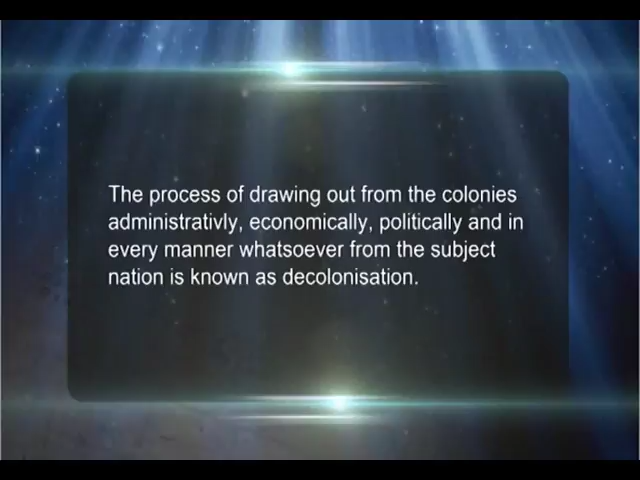 The process of drawing out from the colonies
administrativly, economically, politically and in
every manner whatsoever from the subject
nation is known as decolonisation.